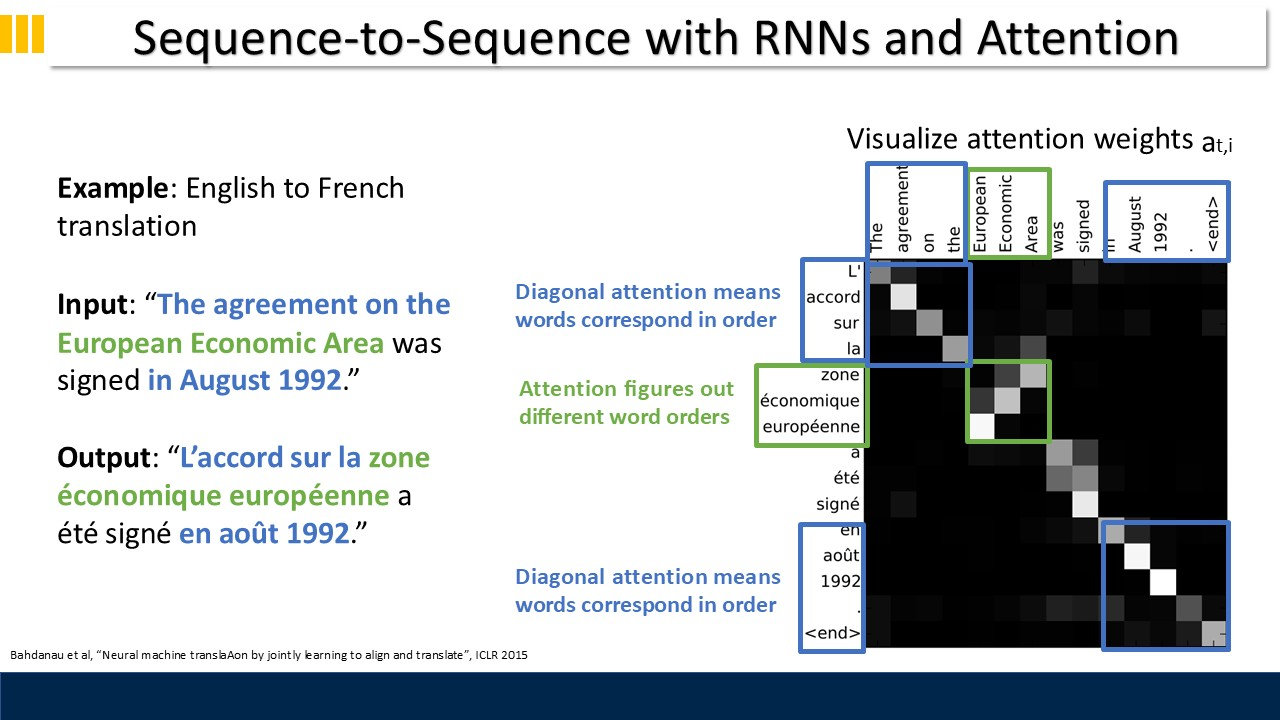 Sequence-to-Sequence with RNNs and Attention
Example: English to French
translation
Input: “The agreement on the
European Economic Area was
signed in August 1992.”
Output: “L’accord sur la zone
économique européenne a
été signé en août 1992.”
Diagonal attention means
words correspond in order
Attention figures out
different word orders
Diagonal attention means
words correspond in order
Visualize attention weights at,i
The
agreement
on
the
European
Economic
Area
was
signed
in
August
1992
.
<end>
L'
accord
sur
la
zone
économique
européenne
a
été
signé
en
août
1992
.
<end>
Bahdanau et al, “Neural machine translaAon by jointly learning to align and translate”, ICLR 2015